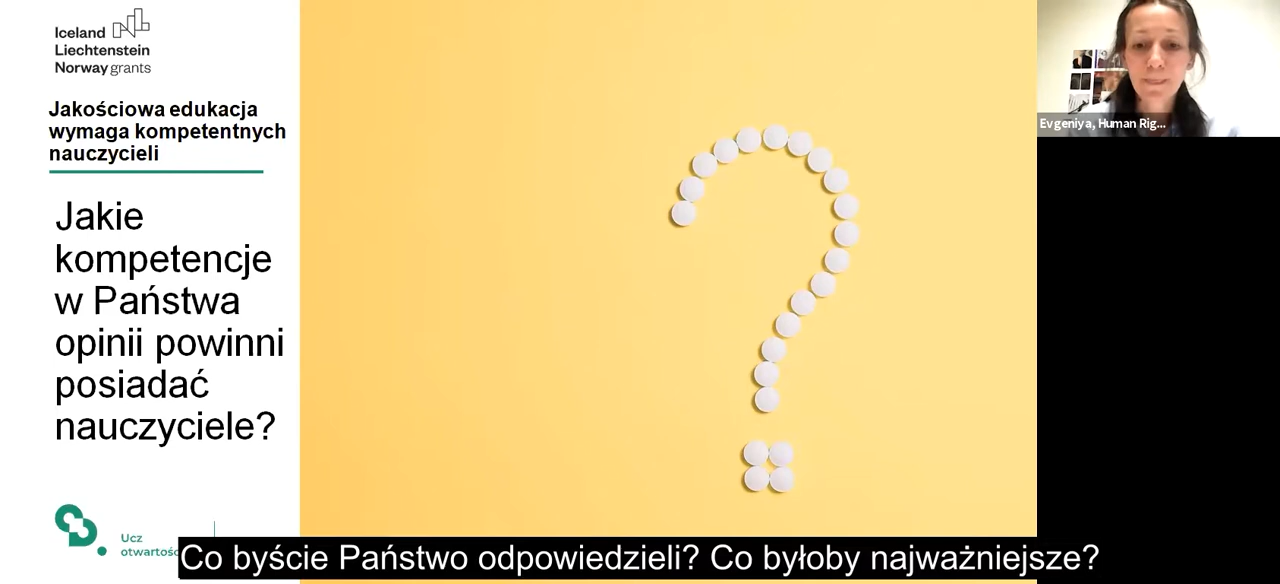 Iceland
Liechtenstein
Norway grants
Jakościowa edukacja
wymaga kompetentnych
nauczycieli
Jakie
kompetencje
w Państwa
opinii powinni
posiadać
nauczyciele?
Evgeniya, Human Rig...
Ucz
otwartośc
Co byście Państwo odpowiedzieli? Co byłoby najważniejsze?